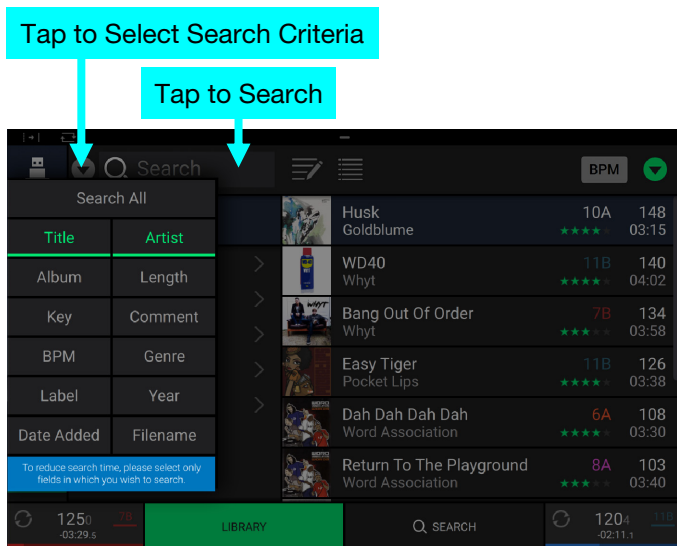 Tap to Select Search Criteria
Tap to Search
Search
BPM
Search All
Title Artist
Album Length
Key Comment
BPM Genre
Label Year
Date Added Filename
To reduce search time, please select only
fields in which you wish to search.
Husk 10A 148
Goldblume 03:15
WD40 11B 140
Whyt 04:02
Bang Out Of Order 7B 134
Whyt 03:58
Easy Tiger 11B 126
Pocket Lips 03:38
Dah Dah Dah Dah 6A 108
Word Association 03:30
Return To The Playground 8A 103
Word Association 03:40
1250 7B
-03:29.5
LIBRARY
SEARCH
1204 11B
-02:11.1